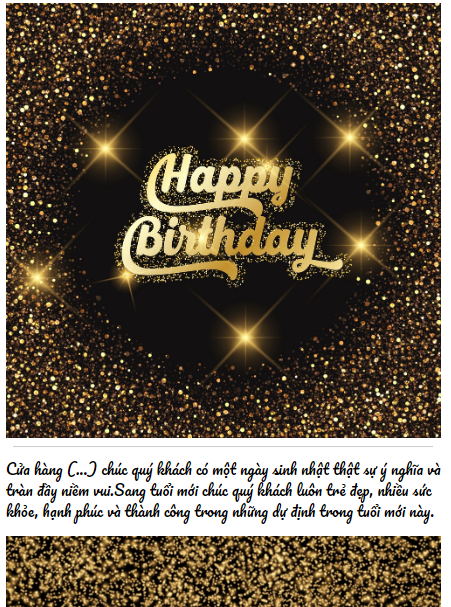 Happy
Birthday
Cửa hàng (...) chúc quý khách có một ngày sinh nhật thật sự ý nghĩa và
tràn đầy niềm vui.Sang tuổi mới chúc quý khách luôn trẻ đẹp, nhiều sức
khỏe, hạnh phúc và thành công trong những dự định trong tuổi mới này.